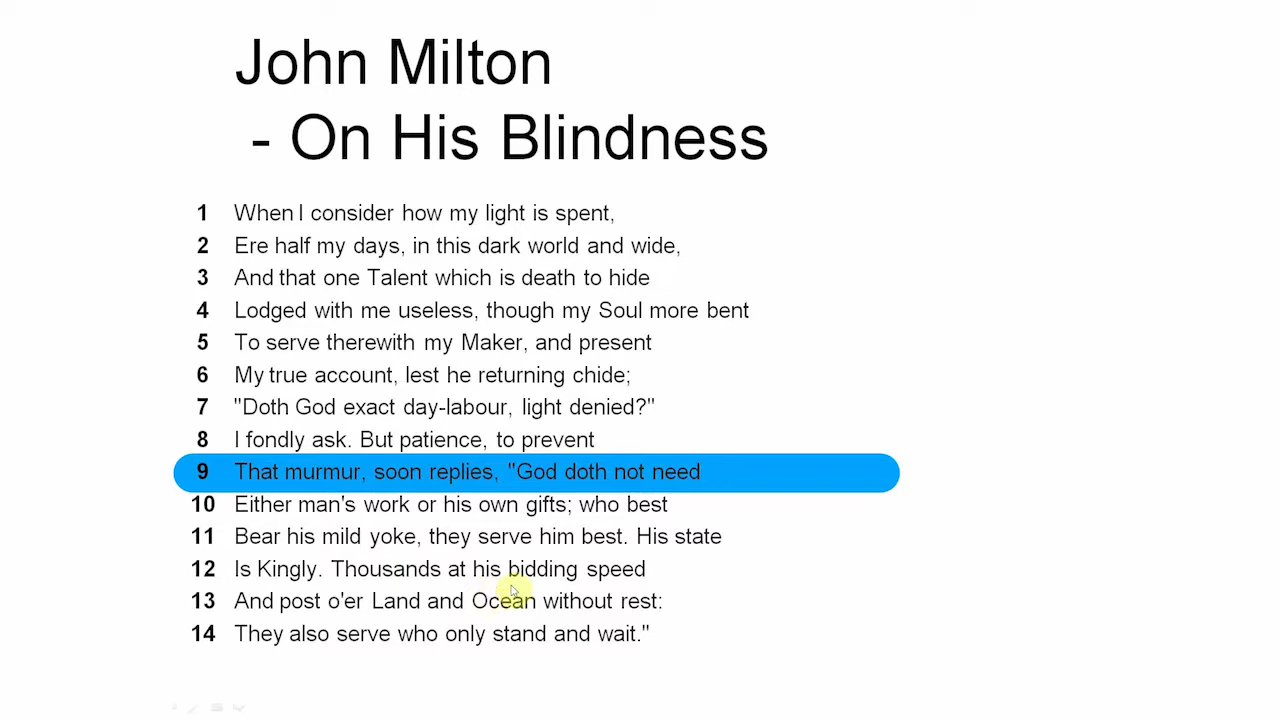 John Milton
- On His Blindness
1 When I consider how my light is spent,
2 Ere half my days, in this dark world and wide,
3 And that one Talent which is death to hide
4 Lodged with me useless, though my Soul more bent
5 To serve therewith my Maker, and present
6 My true account, lest he returning chide;
7 "Doth God exact day-labour, light denied?"
8 I fondly ask. But patience, to prevent
9 That murmur, soon replies, "God doth not need
10 Either man's work or his own gifts; who best
11 Bear his mild yoke, they serve him best. His state
12 Is Kingly. Thousands at his bidding speed
13 And post o'er Land and Ocean without rest:
14 They also serve who only stand and wait."